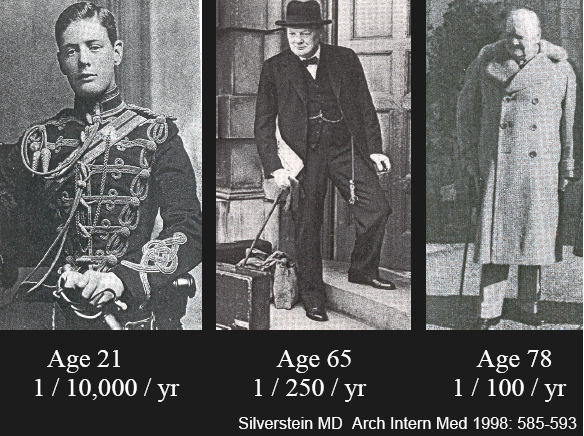 Age 21
1 / 10,000 / yr
Age 65
1 / 250 / yr
Age 78
1 / 100 / yr
Silverstein MD Arch Intern Med 1998: 585-593